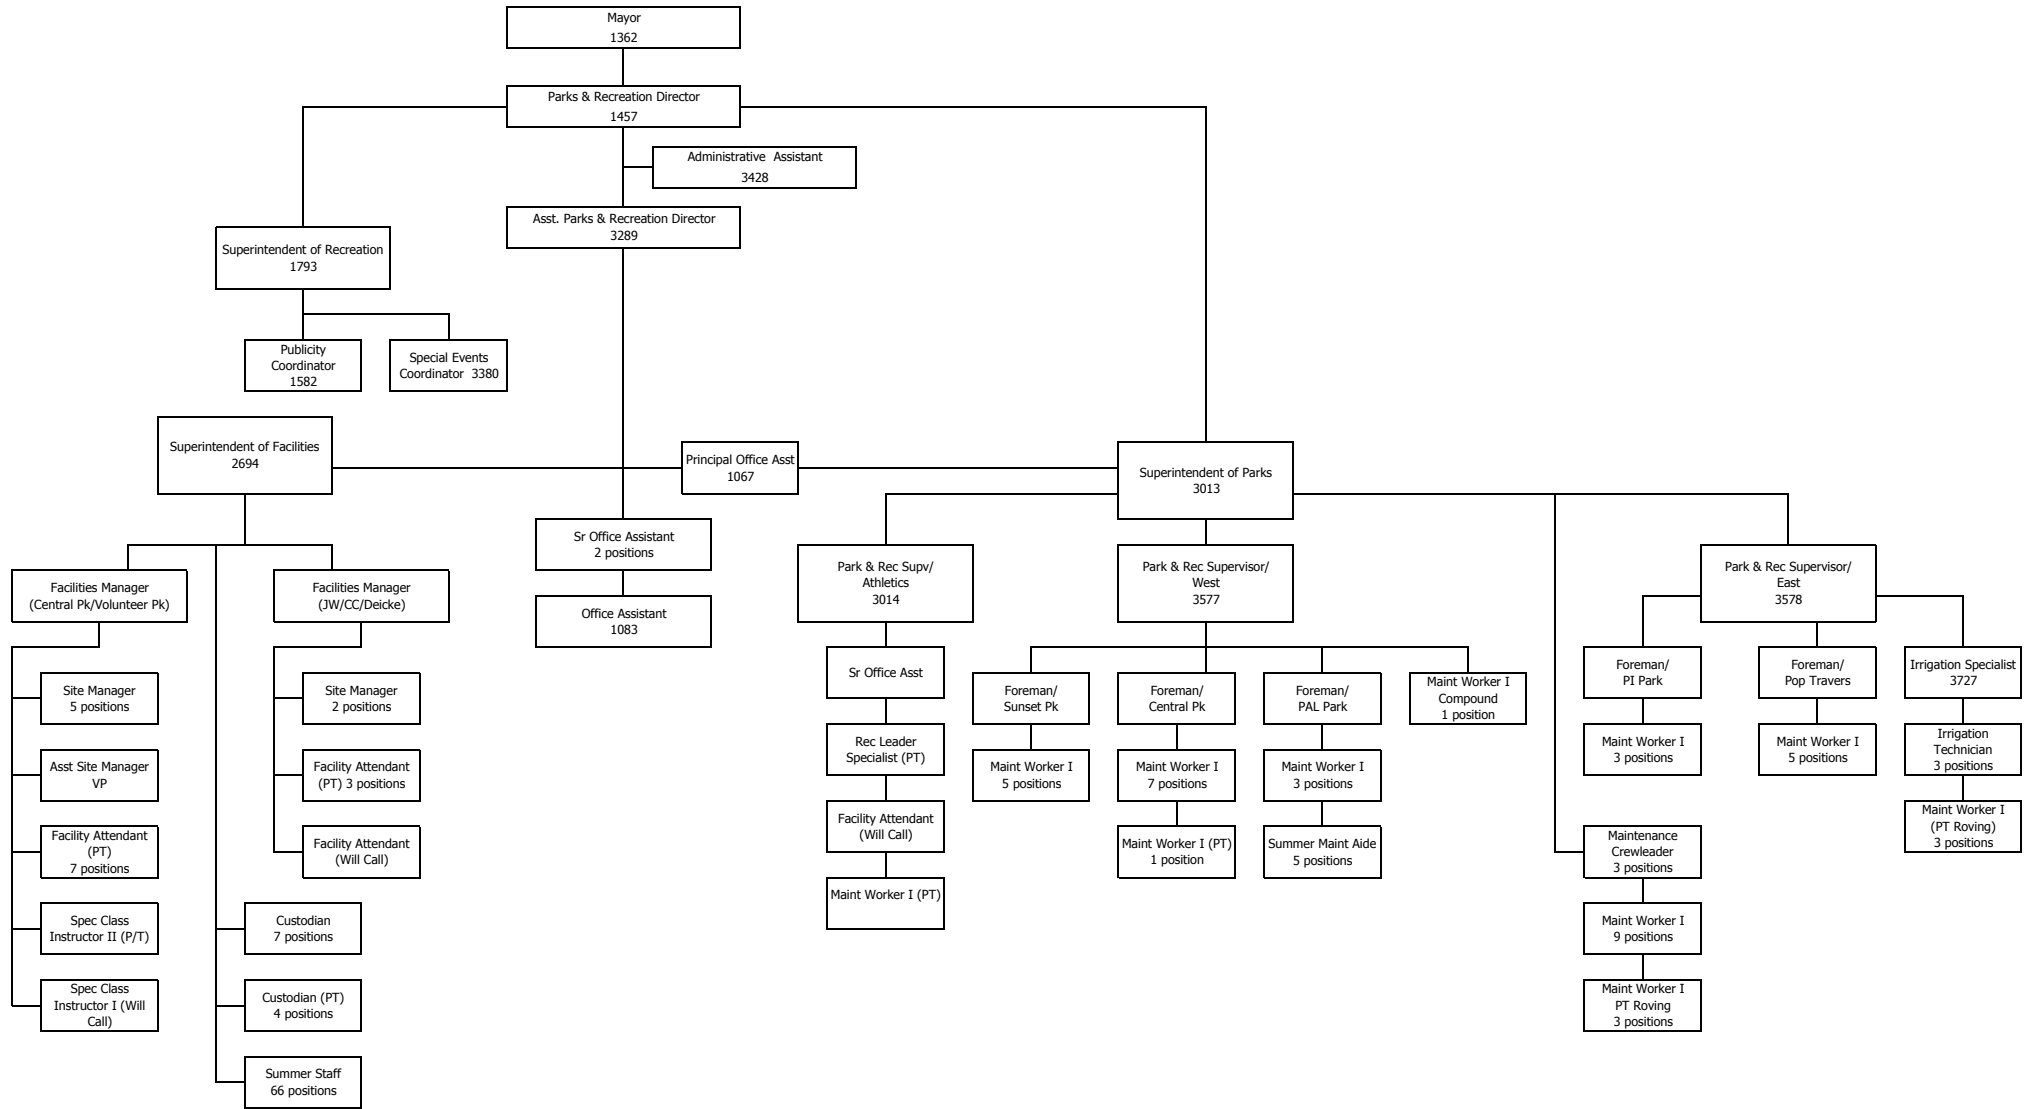 Mayor
1362
Parks & Recreation Director
1457
Administrative  Assistant
3428
Asst. Parks & Recreation Director
3289
Superintendent of Recreation
1793
Publicity
Coordinator
1582
Special Events
Coordinator  3380
Superintendent of Facilities
2694
Principal Office Asst
1067
Superintendent of Parks
3013
Sr Office Assistant
2 positions
Office Assistant
1083
Facilities Manager
(Central Pk/Volunteer Pk)
Site Manager
5 positions
Asst Site Manager
VP
Facility Attendant
(PT)
7 positions
Spec Class
Instructor II (P/T)
Spec Class
Instructor I (Will
Call)
Facilities Manager
(JW/CC/Deicke)
Site Manager
2 positions
Facility Attendant
(PT) 3 positions
Facility Attendant
(Will Call)
Custodian
7 positions
Custodian (PT)
4 positions
Summer Staff
66 positions
Park & Rec Supv/
Athletics
3014
Sr Office Asst
Rec Leader
Specialist (PT)
Facility Attendant
(Will Call)
Maint Worker I (PT)
Park & Rec Supervisor/
West
3577
Foreman/
Sunset Pk
Maint Worker I
5 positions
Foreman/
Central Pk
Maint Worker I
7 positions
Maint Worker I (PT)
1 position
Foreman/
PAL Park
Maint Worker I
3 positions
Summer Maint Aide
5 positions
Maint Worker I
Compound
1 position
Park & Rec Supervisor/
East
3578
Foreman/
PI Park
Maint Worker I
3 positions
Foreman/
Pop Travers
Maint Worker I
5 positions
Irrigation Specialist
3727
Irrigation
Technician
3 positions
Maint Worker I
(PT Roving)
3 positions
Maintenance
Crewleader
3 positions
Maint Worker I
9 positions
Maint Worker I
PT Roving
3 positions